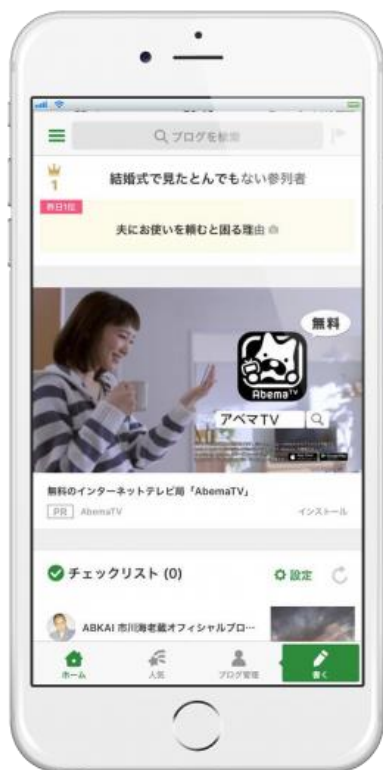 ブログを検索
1
結婚式で見たとんでもない参列者
昨日1位
夫にお使いを頼むと困る理由
無料
AbemaTV
アベマTV
無料のインターネットテレビ局「AbemaTV」
PR AbemaTV インストール
チェックリスト (0) 設定
ABKAI 市川海老蔵オフィシャルブロ…
ホーム 人気 ブログ管理 書く